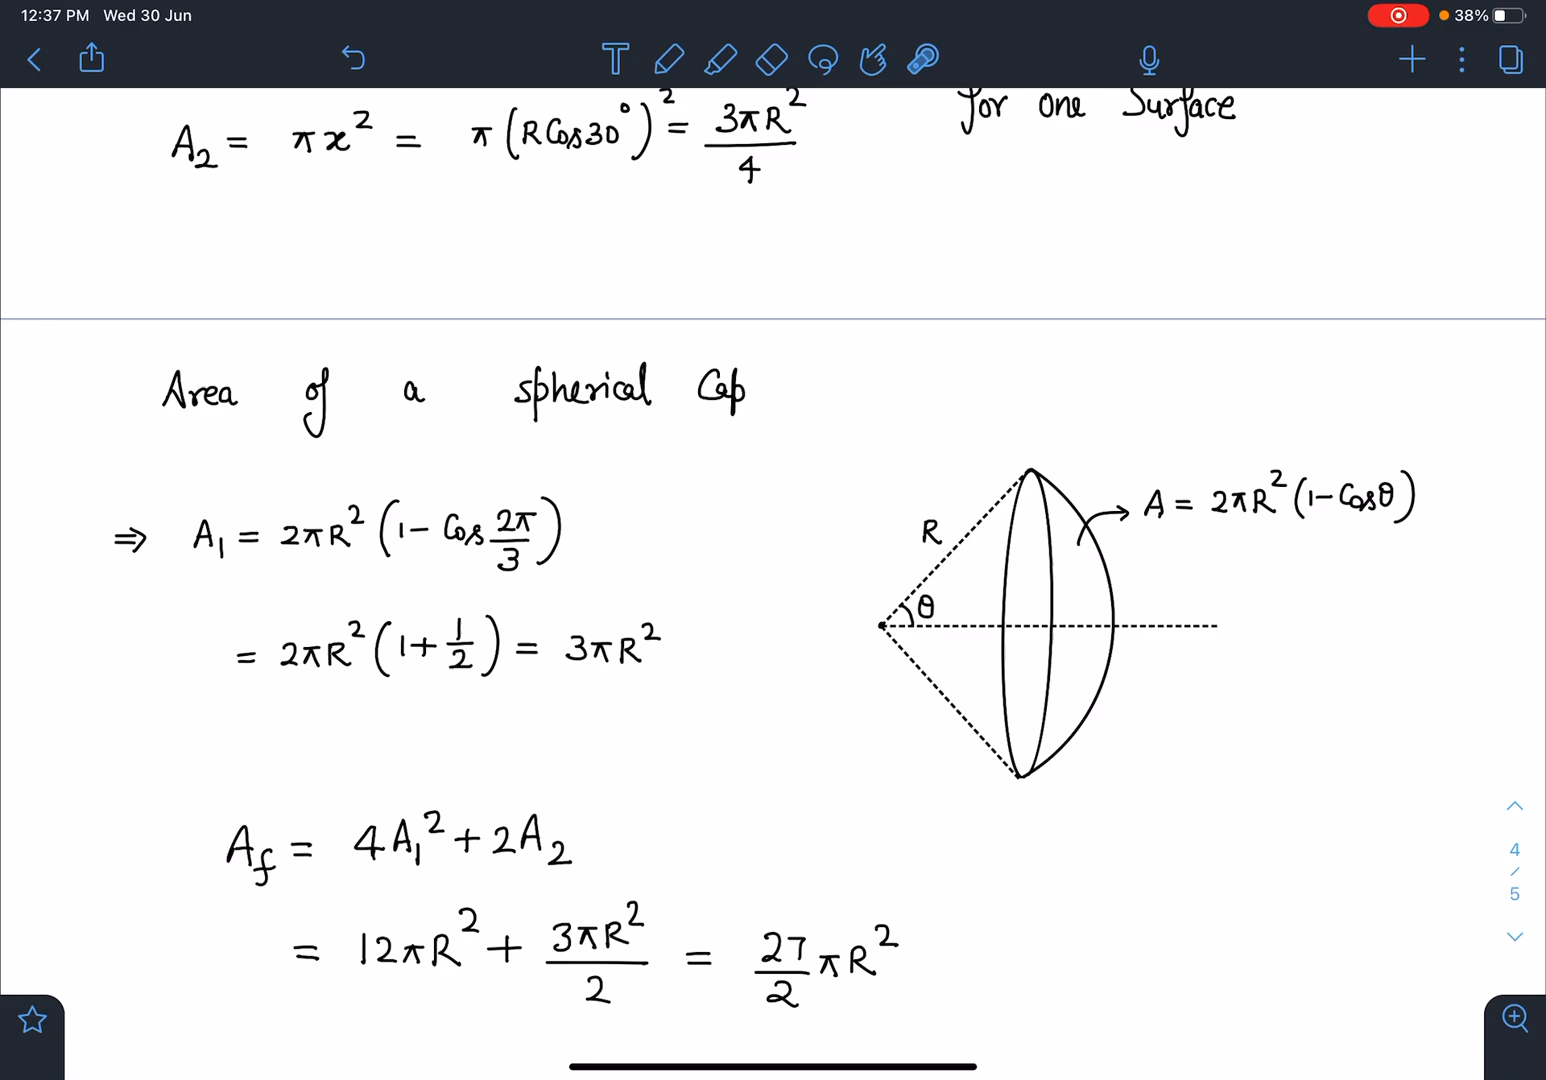 12:37 PM Wed 30 Jun
38%
for one Surface
A₂ = πx² = π(RCos30°)² = 3πR²/4
Area of a spherical Cap
A = 2πR²(1-Cosθ)
⇒ A₁ = 2πR²(1 - Cos 2π/3)
R
θ
= 2πR²(1+1/2) = 3πR²
A_f = 4A₁² + 2A₂
4
/
5
= 12πR² + 3πR²/2 = 27/2 πR²